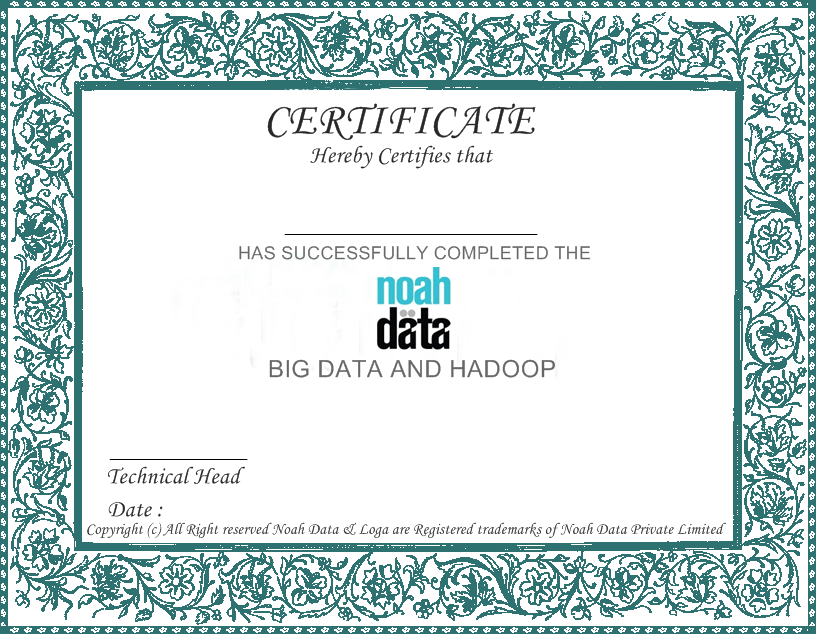 CERTIFICATE
Hereby Certifies that
HAS SUCCESSFULLY COMPLETED THE
noah
däta
BIG DATA AND HADOOP
Technical Head
Date :
Copyright (c) All Right reserved Noah Data & Loga are Registered trademarks of Noah Data Private Limited